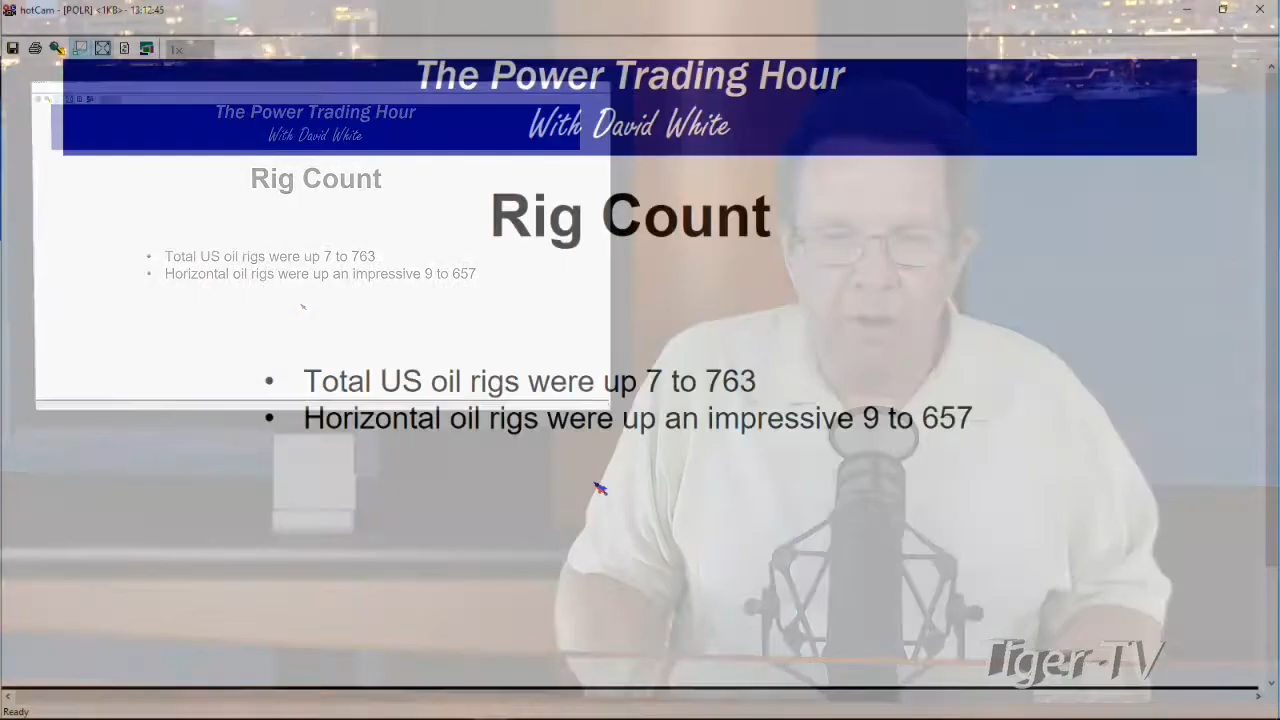 hotCam - [POLR] <1KB> - 13:12:45
1x
The Power Trading Hour
With David White
Rig Count
• Total US oil rigs were up 7 to 763
• Horizontal oil rigs were up an impressive 9 to 657
The Power Trading Hour
With David White
Rig Count
• Total US oil rigs were up 7 to 763
• Horizontal oil rigs were up an impressive 9 to 657
Tiger-TV
Ready